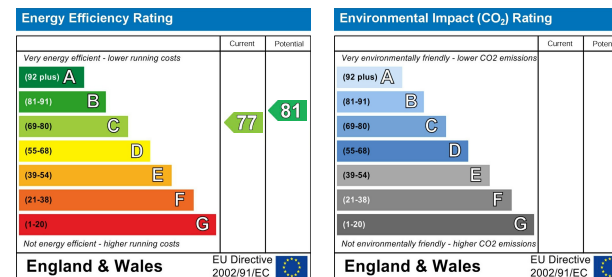 Energy Efficiency Rating
Current Potential
Very energy efficient - lower running costs
(92 plus) A
(81-91) B
(69-80) C
(55-68) D
(39-54) E
(21-38) F
(1-20) G
77
81
Not energy efficient - higher running costs
England & Wales
EU Directive
2002/91/EC
Environmental Impact (CO₂) Rating
Current Poten
Very environmentally friendly - lower CO2 emissions
(92 plus) A
(81-91) B
(69-80) C
(55-68) D
(39-54) E
(21-38) F
(1-20) G
Not environmentally friendly - higher CO2 emissions
England & Wales
EU Directive
2002/91/EC